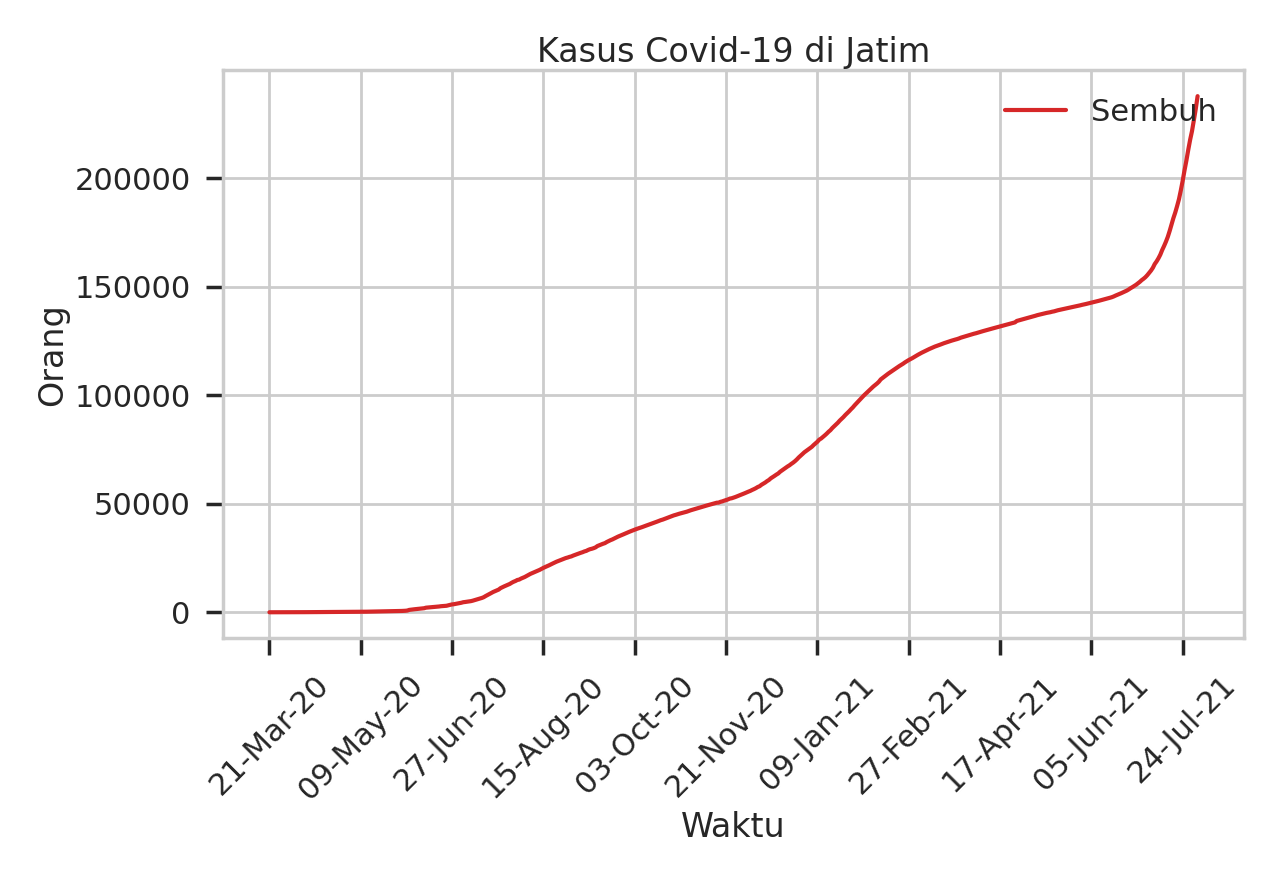 Kasus Covid-19 di Jatim
Sembuh
Orang
200000
150000
100000
50000
0
21-Mar-20
09-May-20
27-Jun-20
15-Aug-20
03-Oct-20
21-Nov-20
09-Jan-21
27-Feb-21
17-Apr-21
05-Jun-21
24-Jul-21
Waktu